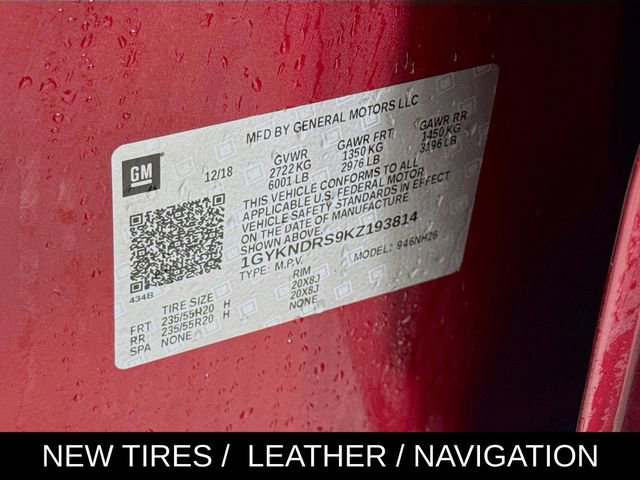 MFD BY GENERAL MOTORS LLC
GM
12/18
GVWR GAWR FRT GAWR RR
2722 KG 1350 KG 1450 KG
6001 LB 2976 LB 3196 LB
THIS VEHICLE CONFORMS TO ALL
APPLICABLE U.S. FEDERAL MOTOR
VEHICLE SAFETY STANDARDS IN EFFECT
ON THE DATE OF MANUFACTURE
SHOWN ABOVE.
1GYKNDRS9KZ193814
TYPE: M.P.V. MODEL: 946NH26
434B
TIRE SIZE RIM
FRT 235/55R20 H 20X8J
RR 235/55R20 H 20X8J
SPA NONE NONE
NEW TIRES / LEATHER / NAVIGATION